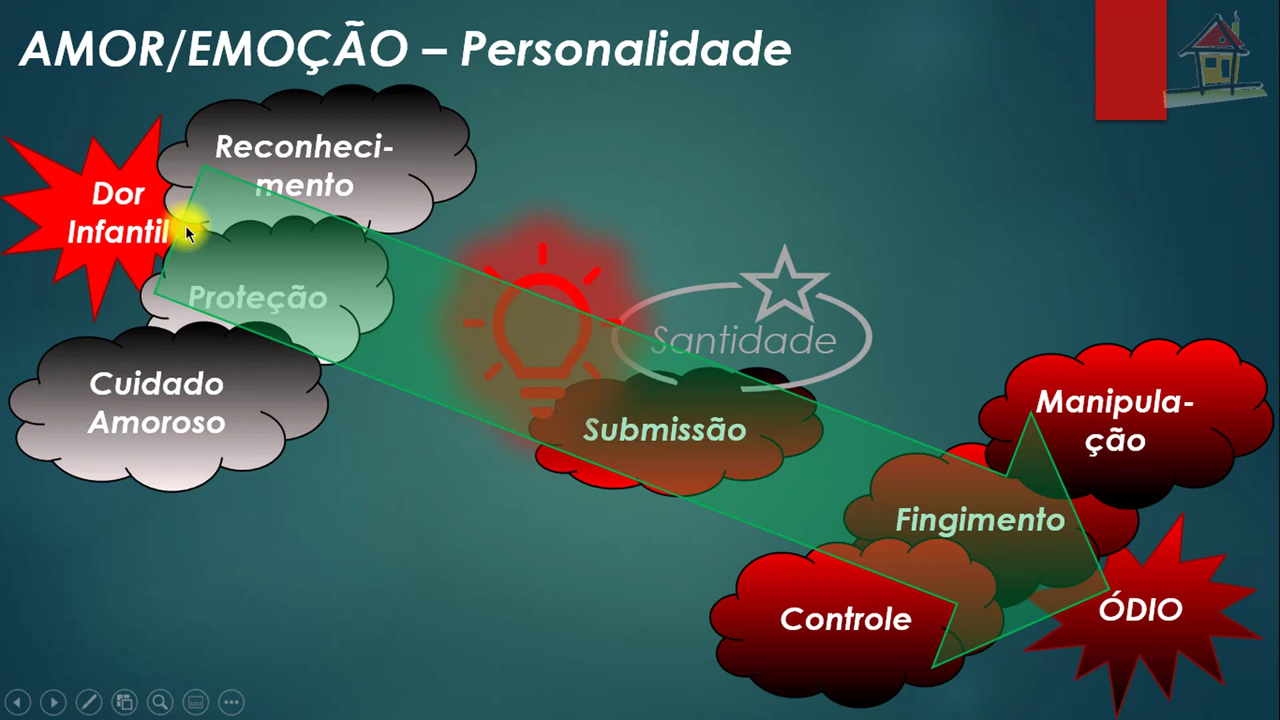 AMOR/EMOÇÃO – Personalidade
Reconheci-
mento
Dor
Infantil
Proteção
Cuidado
Amoroso
Santidade
Submissão
Manipula-
ção
Fingimento
Controle
ÓDIO